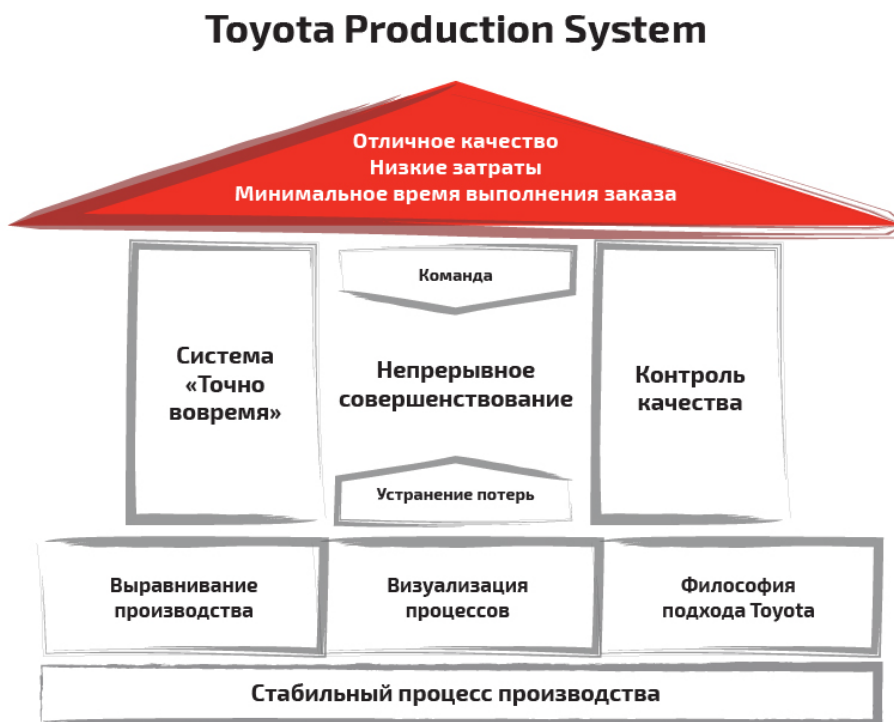 Toyota Production System
Отличное качество
Низкие затраты
Минимальное время выполнения заказа
Система
«Точно
вовремя»
Команда
Непрерывное
совершенствование
Устранение потерь
Контроль
качества
Выравнивание
производства
Визуализация
процессов
Философия
подхода Toyota
Стабильный процесс производства